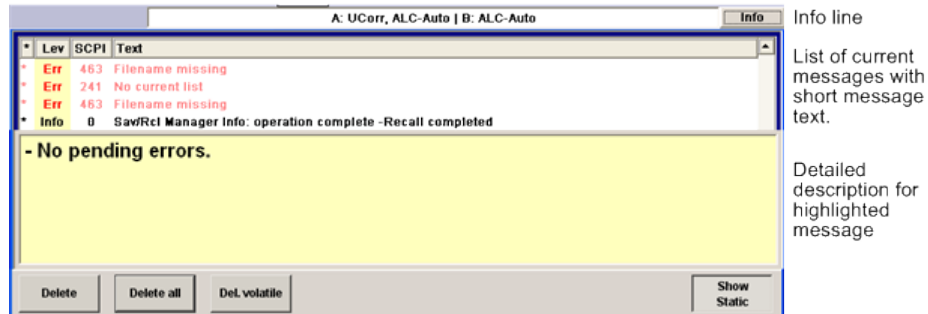 A: UCorr, ALC-Auto | B: ALC-Auto
Info
Info line
* Lev SCPI Text
* Err 463 Filename missing
* Err 241 No current list
* Err 463 Filename missing
* Info 0 Sav/Rcl Manager Info: operation complete -Recall completed
List of current
messages with
short message
text.
- No pending errors.
Detailed
description for
highlighted
message
Delete
Delete all
Del. volatile
Show
Static